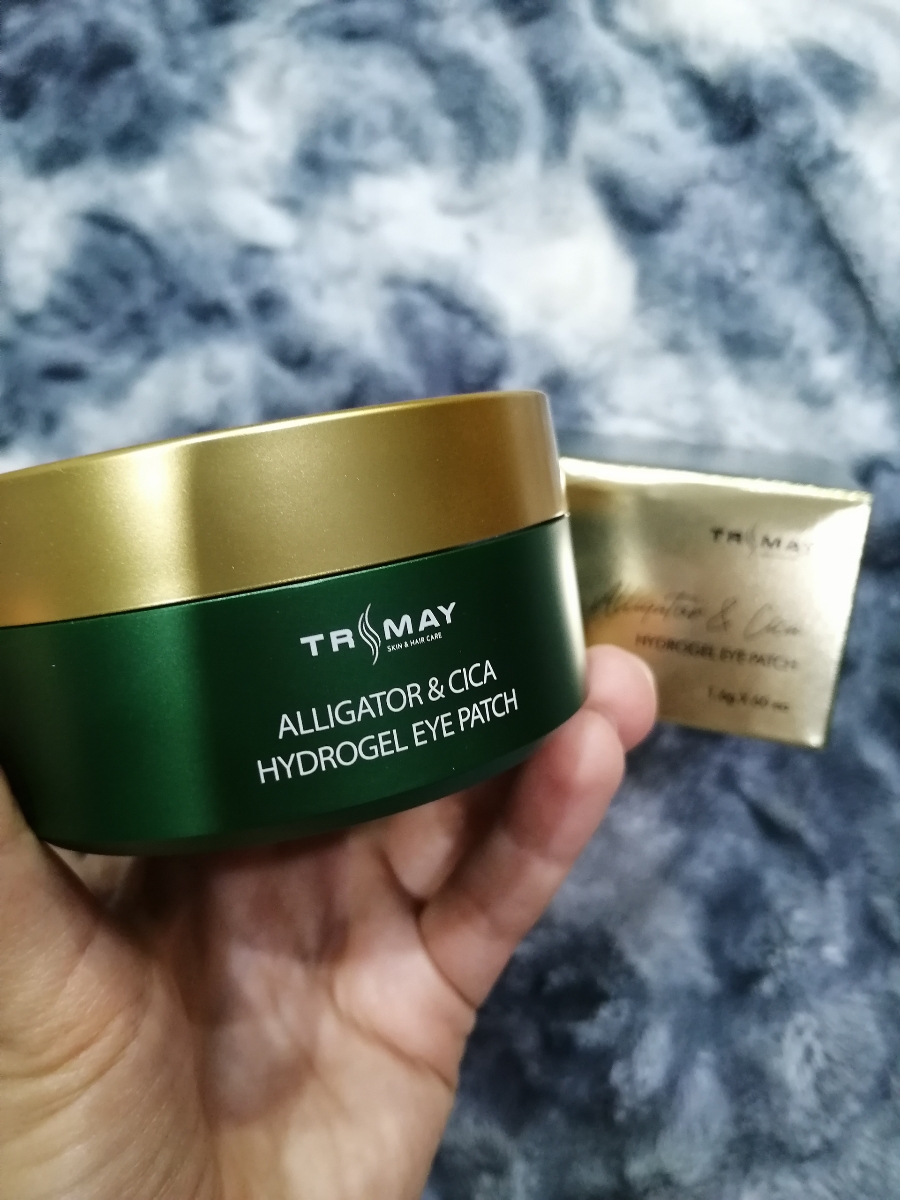 TRIMAY
SKIN & HAIR CARE
ALLIGATOR & CICA
HYDROGEL EYE PATCH
TRIMAY
Alligator & Cica
HYDROGEL EYE PATCH